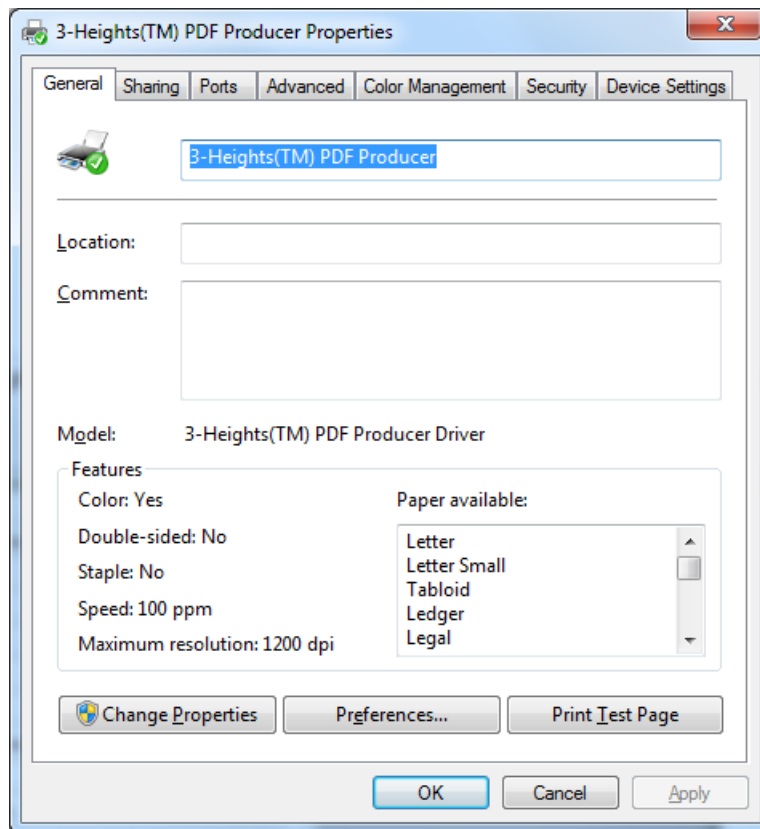 3-Heights(TM) PDF Producer Properties
General Sharing Ports Advanced Color Management Security Device Settings
3-Heights(TM) PDF Producer
Location:
Comment:
Model: 3-Heights(TM) PDF Producer Driver
Features
Color: Yes
Paper available:
Double-sided: No
Staple: No
Speed: 100 ppm
Maximum resolution: 1200 dpi
Letter
Letter Small
Tabloid
Ledger
Legal
Change Properties Preferences... Print Test Page
OK Cancel Apply